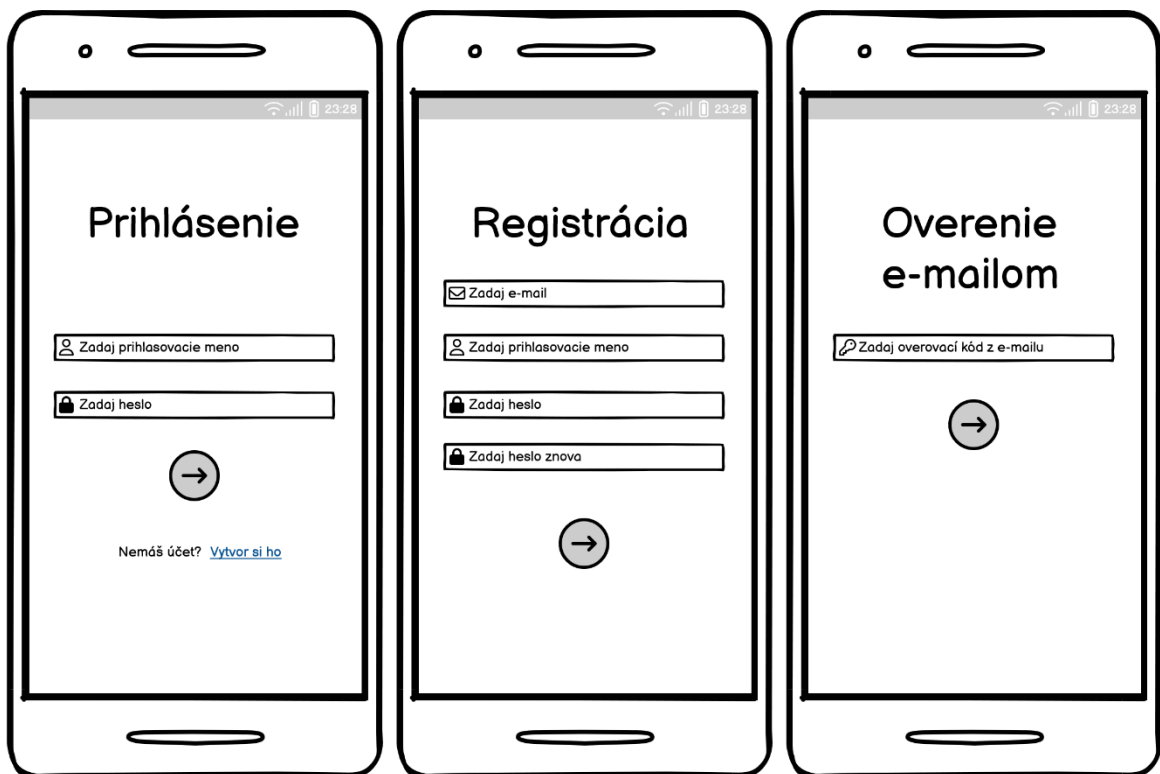 23:28
Prihlásenie
Zadaj prihlasovacie meno
Zadaj heslo
Nemáš účet? Vytvor si ho
23:28
Registrácia
Zadaj e-mail
Zadaj prihlasovacie meno
Zadaj heslo
Zadaj heslo znova
23:28
Overenie
e-mailom
Zadaj overovací kód z e-mailu